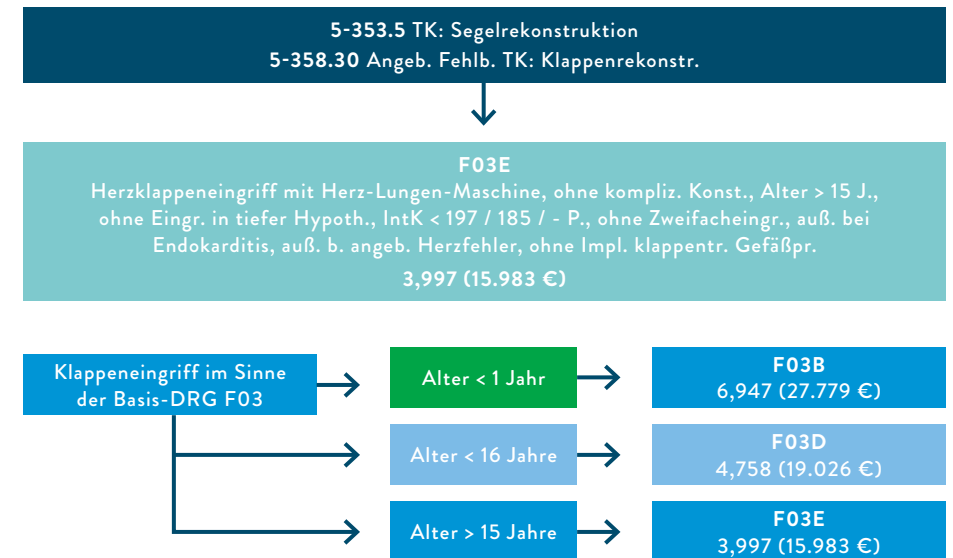 5-353.5 TK: Segelrekonstruktion
5-358.30 Angeb. Fehlb. TK: Klappenrekonstr.
F03E
Herzklappeneingriff mit Herz-Lungen-Maschine, ohne kompliz. Konst., Alter > 15 J.,
ohne Eingr. in tiefer Hypoth., IntK < 197 / 185 / - P., ohne Zweifacheingr., auß. bei
Endokarditis, auß. b. angeb. Herzfehler, ohne Impl. klappentr. Gefäßpr.
3,997 (15.983 €)
Klappeneingriff im Sinne
der Basis-DRG F03
Alter < 1 Jahr
F03B
6,947 (27.779 €)
Alter < 16 Jahre
F03D
4,758 (19.026 €)
Alter > 15 Jahre
F03E
3,997 (15.983 €)